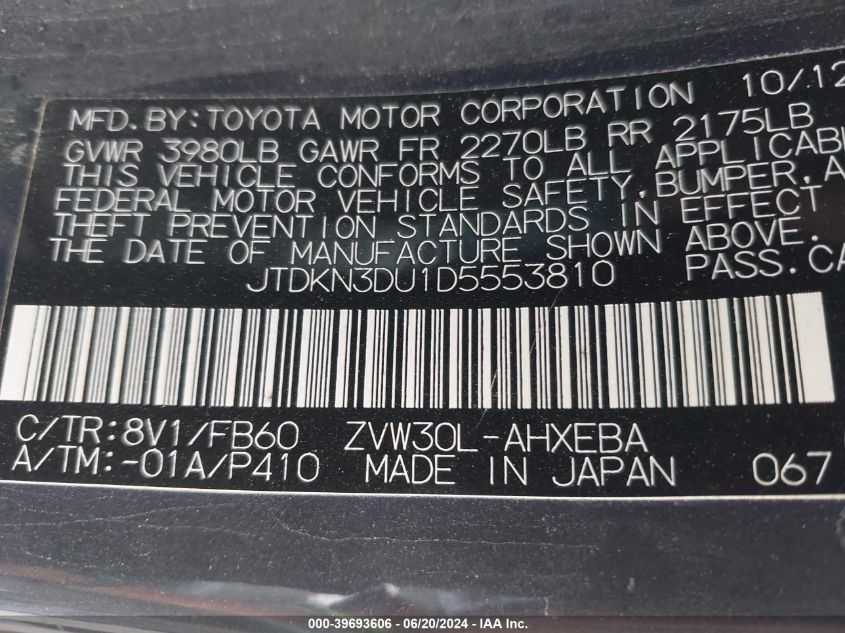 MFD. BY: TOYOTA MOTOR CORPORATION 10/12
GVWR 3980LB GAWR FR 2270LB RR 2175LB
THIS VEHICLE CONFORMS TO ALL APPLICABL
FEDERAL MOTOR VEHICLE SAFETY, BUMPER, A
THEFT PREVENTION STANDARDS IN EFFECT
THE DATE OF MANUFACTURE SHOWN ABOVE.
JTDKN3DU1D5553810 PASS. CA
C/TR: 8V1/FB60 ZVW30L-AHXEBA
A/TM: -01A/P410 MADE IN JAPAN 067
000-39693606 - 06/20/2024 - IAA Inc.